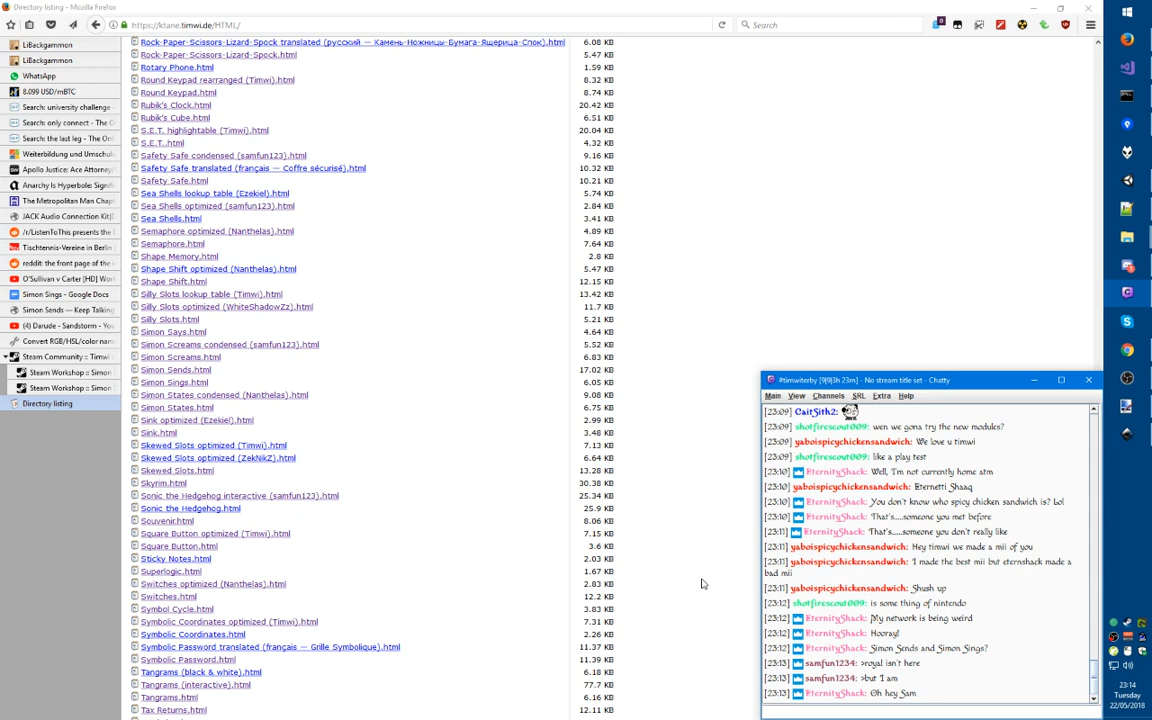 Directory listing - Mozilla Firefox
https://ktane.timwi.de/HTML/
Search
LiBackgammon
LiBackgammon
WhatsApp
8.099 USD/mBTC
Search: university challenge -
Search: only connect - The O
Search: the last leg - The Onl
Weiterbildung und Umschulu
Apollo Justice: Ace Attorney/
Anarchy Is Hyperbole: Signifi
The Metropolitan Man Chapt
JACK Audio Connection Kit|D
/r/ListenToThis presents the
Tischtennis-Vereine in Berlin
reddit: the front page of the i
O'Sullivan v Carter [HD] Worl
Simon Sings - Google Docs
Simon Sends — Keep Talking
(4) Darude - Sandstorm - You
Convert RGB/HSL/color name
Steam Community :: Timwi ::
Steam Workshop :: Simon
Steam Workshop :: Simon
Directory listing
Rock-Paper-Scissors-Lizard-Spock translated (русский — Камень-Ножницы-Бумага-Ящерица-Спок).html 6.08 KB
Rock-Paper-Scissors-Lizard-Spock.html 5.47 KB
Rotary Phone.html 1.59 KB
Round Keypad rearranged (Timwi).html 8.32 KB
Round Keypad.html 8.74 KB
Rubik's Clock.html 20.42 KB
Rubik's Cube.html 6.51 KB
S.E.T. highlightable (Timwi).html 20.04 KB
S.E.T..html 4.32 KB
Safety Safe condensed (samfun123).html 9.16 KB
Safety Safe translated (français — Coffre sécurisé).html 10.32 KB
Safety Safe.html 10.21 KB
Sea Shells lookup table (Ezekiel).html 5.74 KB
Sea Shells optimized (samfun123).html 2.84 KB
Sea Shells.html 3.41 KB
Semaphore optimized (Nanthelas).html 4.89 KB
Semaphore.html 7.64 KB
Shape Memory.html 2.8 KB
Shape Shift optimized (Nanthelas).html 5.47 KB
Shape Shift.html 12.15 KB
Silly Slots lookup table (Timwi).html 13.42 KB
Silly Slots optimized (WhiteShadowZz).html 11.7 KB
Silly Slots.html 5.21 KB
Simon Says.html 4.64 KB
Simon Screams condensed (samfun123).html 5.52 KB
Simon Screams.html 6.83 KB
Simon Sends.html 17.02 KB
Simon Sings.html 6.05 KB
Simon States condensed (samfun123).html 9.08 KB
Simon States.html 6.75 KB
Sink optimized (Ezekiel).html 2.99 KB
Sink.html 3.48 KB
Skewed Slots optimized (Timwi).html 7.13 KB
Skewed Slots optimized (ZekNikZ).html 6.64 KB
Skewed Slots.html 13.28 KB
Skyrim.html 30.38 KB
Sonic the Hedgehog interactive (samfun123).html 25.34 KB
Sonic the Hedgehog.html 25.9 KB
Souvenir.html 8.06 KB
Square Button optimized (Timwi).html 7.15 KB
Square Button.html 3.6 KB
Sticky Notes.html 2.03 KB
Superlogic.html 1.67 KB
Switches optimized (Nanthelas).html 2.83 KB
Switches.html 12.2 KB
Symbol Cycle.html 3.83 KB
Symbolic Coordinates optimized (Timwi).html 7.31 KB
Symbolic Coordinates.html 2.26 KB
Symbolic Password translated (français — Grille Symbolique).html 11.37 KB
Symbolic Password.html 11.39 KB
Tangrams (black & white).html 6.18 KB
Tangrams (interactive).html 77.7 KB
Tangrams.html 6.16 KB
Tax Returns.html 12.11 KB
#timwiterby [9|9|3h 23m] - No stream title set - Chatty
Main View Channels SRL Extra Help
[23:09] CaitSith2:
[23:09] shotfirescout009: wen we gona try the new modules?
[23:09] yaboispicychickensandwich: We love u timwi
[23:09] shotfirescout009: like a play test
[23:10] EternityShack: Well, I'm not currently home atm
[23:10] yaboispicychickensandwich: Eternetti Shaaq
[23:10] EternityShack: You don't know who spicy chicken sandwich is? Lol
[23:10] EternityShack: That's.....someone you met before
[23:11] EternityShack: That's.....someone you don't really like
[23:11] yaboispicychickensandwich: Hey timwi we made a mii of you
[23:11] yaboispicychickensandwich: I made the best mii but eternshack made a
bad mii
[23:11] yaboispicychickensandwich: Shush up
[23:12] shotfirescout009: is some thing of nintendo
[23:12] EternityShack: My network is being weird
[23:12] EternityShack: Hooray!
[23:12] EternityShack: Simon Sends and Simon Sings?
[23:13] samfun1234: >royal isn't here
[23:13] samfun1234: >but I am
[23:13] EternityShack: Oh hey Sam
23:14
Tuesday
22/05/2018